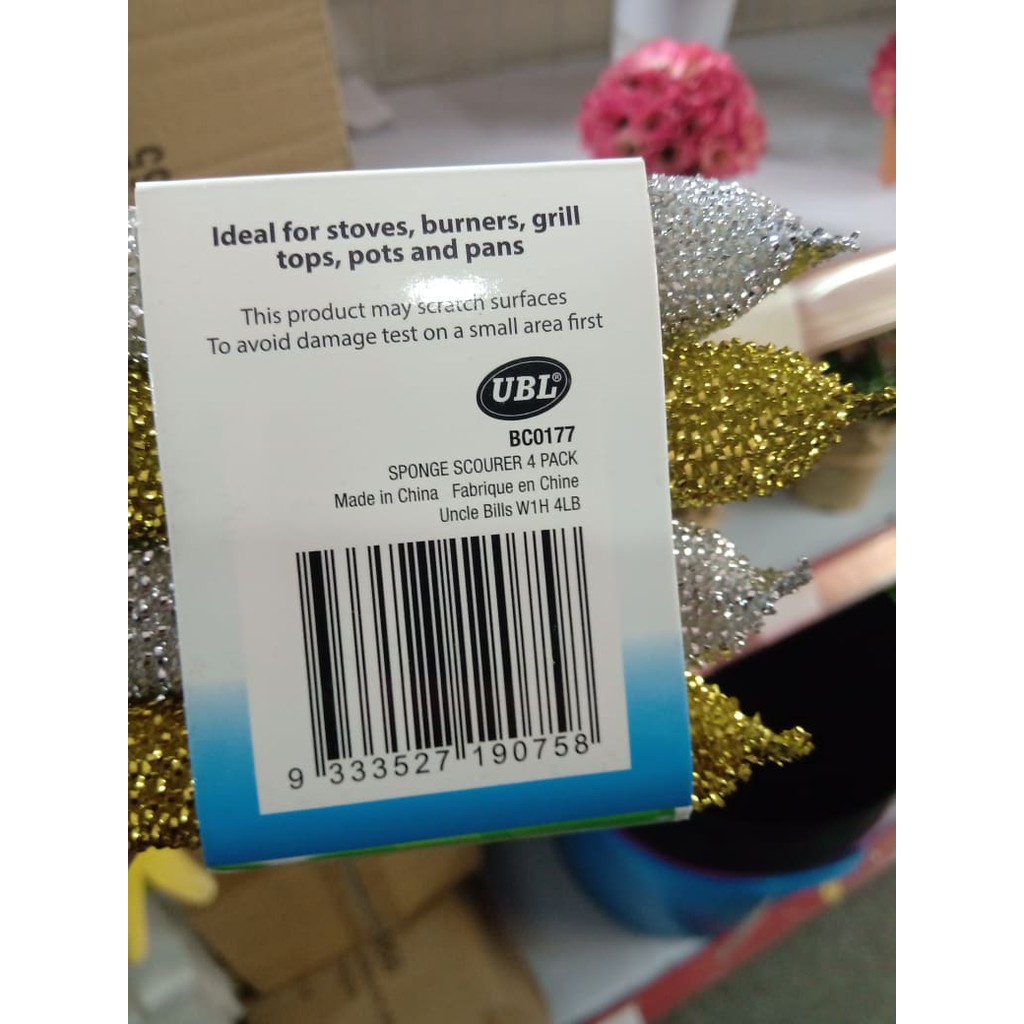 Ideal for stoves, burners, grill
tops, pots and pans
This product may scratch surfaces
To avoid damage test on a small area first
UBL®
BC0177
SPONGE SCOURER 4 PACK
Made in China Fabrique en Chine
Uncle Bills W1H 4LB
9 333527 190758